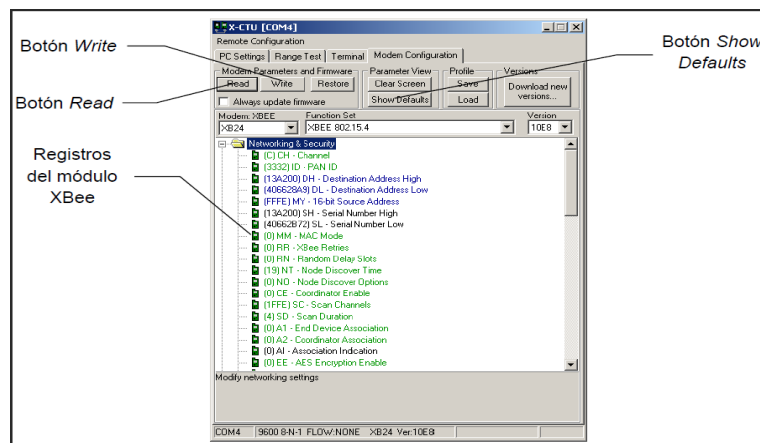 X-CTU [COM4]
Remote Configuration
PC Settings Range Test Terminal Modem Configuration
Modem Parameters and Firmware Parameter View Profile Versions
Read Write Restore Clear Screen Save Download new versions...
Always update firmware Show Defaults Load
Modem: XBEE Function Set Version
XB24 XBEE 802.15.4 10E8
Networking & Security
(C) CH - Channel
(3332) ID - PAN ID
(13A200) DH - Destination Address High
(406628A9) DL - Destination Address Low
(FFFE) MY - 16-bit Source Address
(13A200) SH - Serial Number High
(40662B72) SL - Serial Number Low
(0) MM - MAC Mode
(0) RR - XBee Retries
(0) RN - Random Delay Slots
(19) NT - Node Discover Time
(0) NO - Node Discover Options
(0) CE - Coordinator Enable
(1FFE) SC - Scan Channels
(4) SD - Scan Duration
(0) A1 - End Device Association
(0) A2 - Coordinator Association
(0) AI - Association Indication
(0) EE - AES Encryption Enable
Modify networking settings
COM4 9600 8-N-1 FLOW:NONE XB24 Ver:10E8
Botón Write
Botón Read
Registros
del módulo
XBee
Botón Show
Defaults